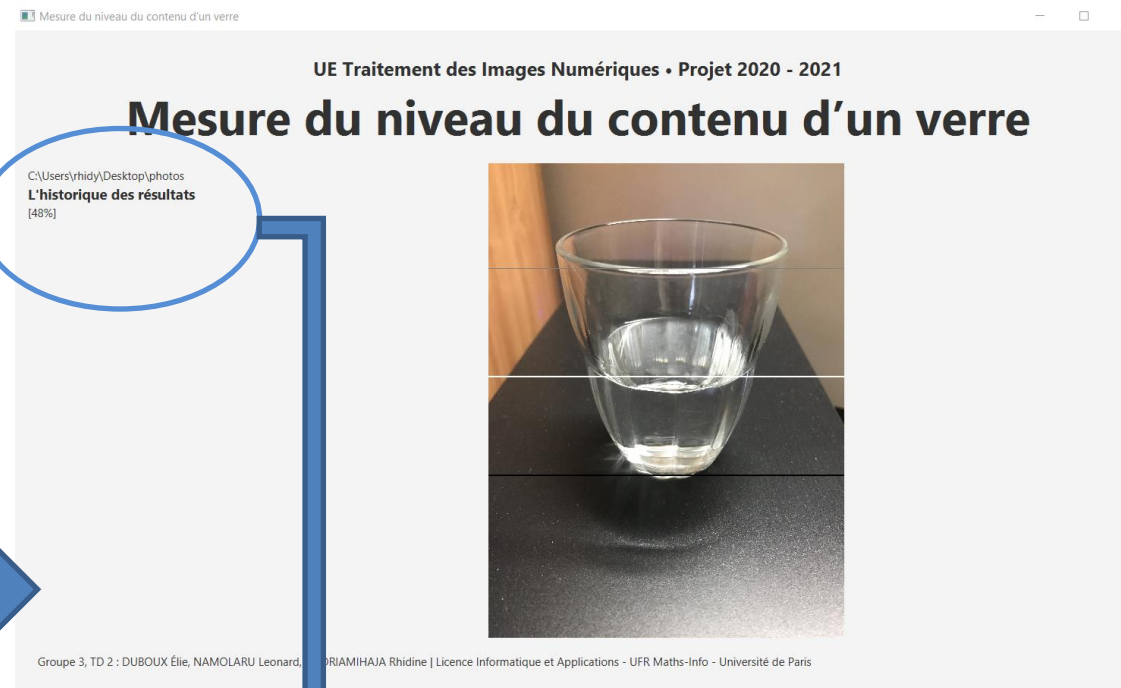 Mesure du niveau du contenu d'un verre
UE Traitement des Images Numériques • Projet 2020 - 2021
Mesure du niveau du contenu d’un verre
C:\Users\rhidy\Desktop\photos
L'historique des résultats
[48%]
Groupe 3, TD 2 : DUBOUX Élie, NAMOLARU Leonard, Rhidine | Licence Informatique et Applications - UFR Maths-Info - Université de Paris